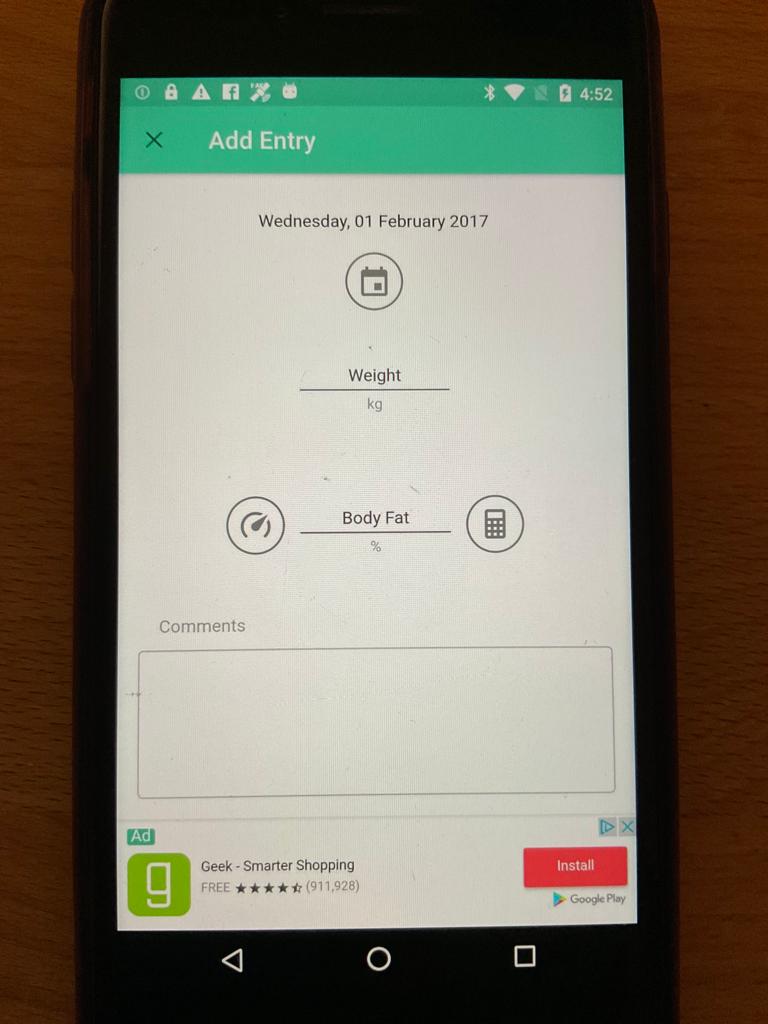 4:52
Add Entry
Wednesday, 01 February 2017
Weight
kg
Body Fat
%
Comments
Ad
g
Geek - Smarter Shopping
FREE ★★★★⯪ (911,928)
Install
Google Play